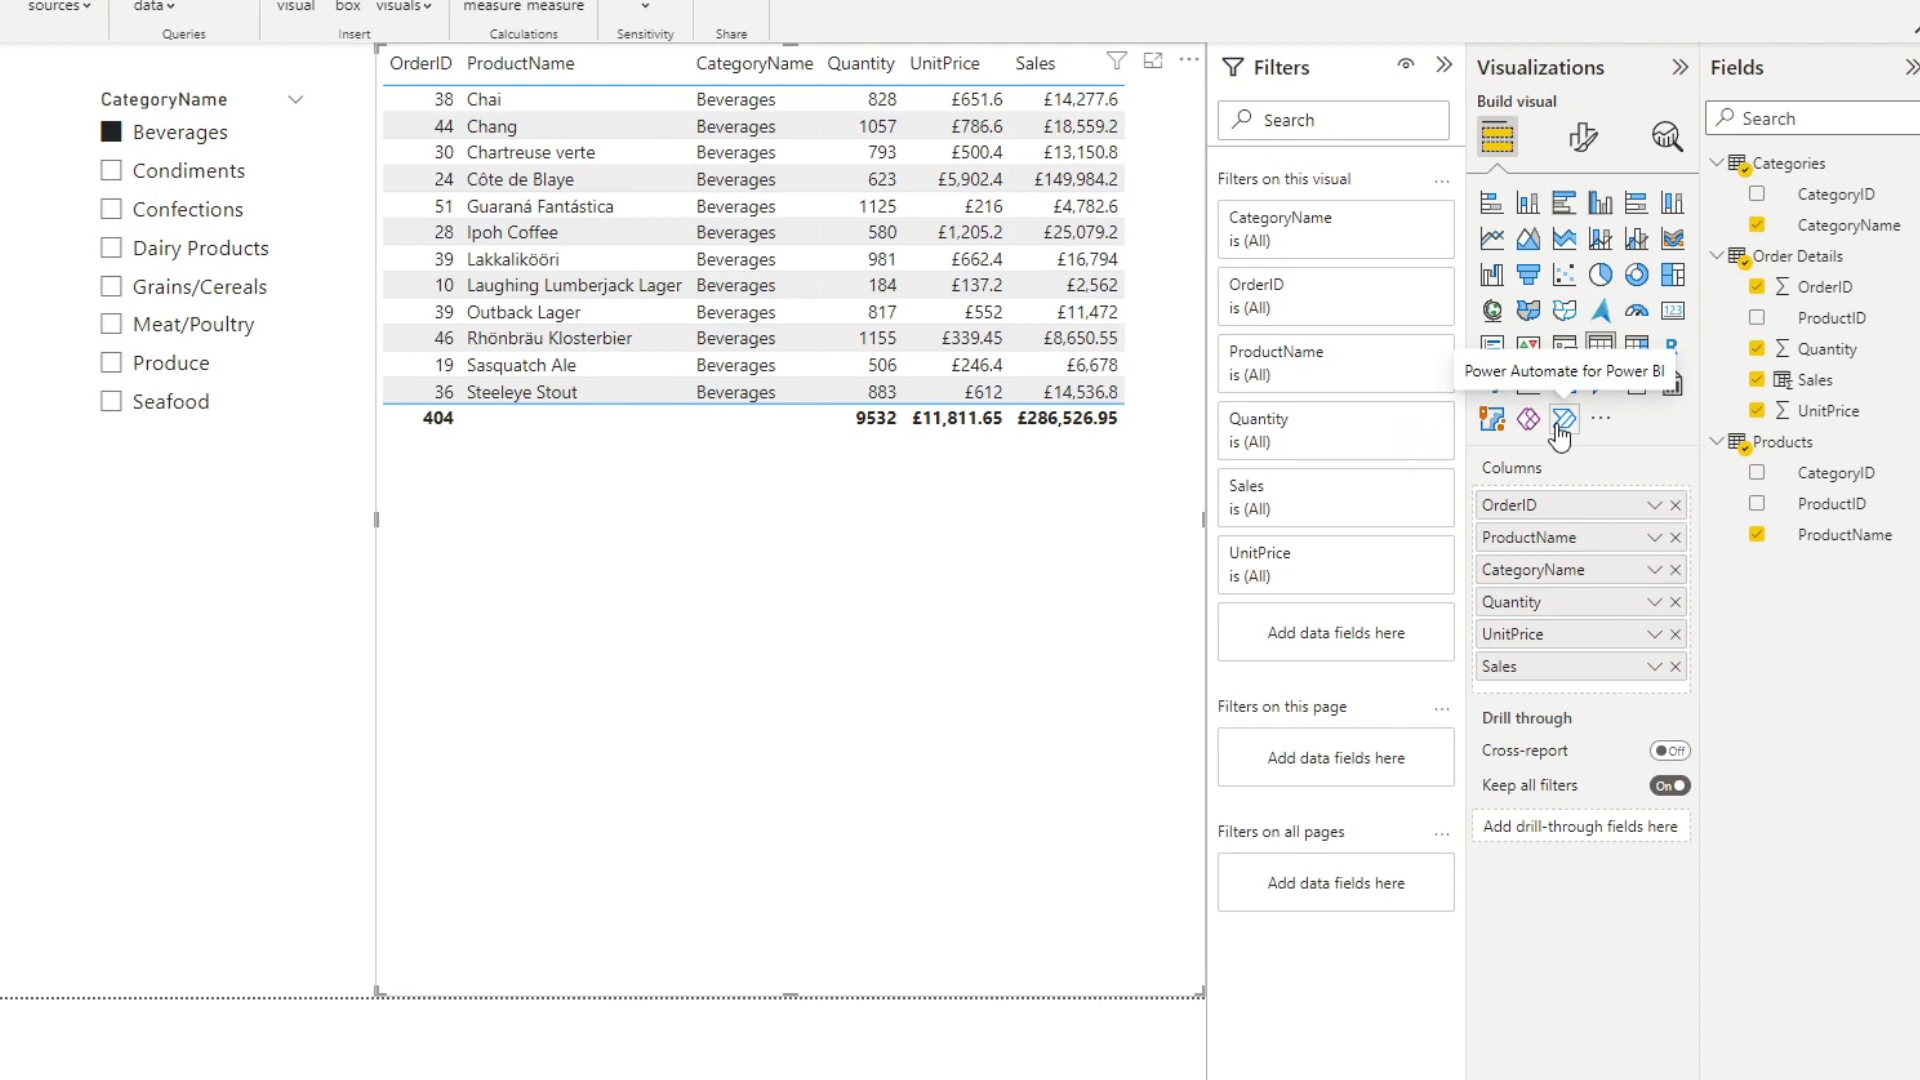 sources
data
visual
box
visuals
measure measure
Queries
Insert
Calculations
Sensitivity
Share
CategoryName
Beverages
Condiments
Confections
Dairy Products
Grains/Cereals
Meat/Poultry
Produce
Seafood
OrderID ProductName CategoryName Quantity UnitPrice Sales
38 Chai Beverages 828 £651.6 £14,277.6
44 Chang Beverages 1057 £786.6 £18,559.2
30 Chartreuse verte Beverages 793 £500.4 £13,150.8
24 Côte de Blaye Beverages 623 £5,902.4 £149,984.2
51 Guaraná Fantástica Beverages 1125 £216 £4,782.6
28 Ipoh Coffee Beverages 580 £1,205.2 £25,079.2
39 Lakkalikööri Beverages 981 £662.4 £16,794
10 Laughing Lumberjack Lager Beverages 184 £137.2 £2,562
39 Outback Lager Beverages 817 £552 £11,472
46 Rhönbräu Klosterbier Beverages 1155 £339.45 £8,650.55
19 Sasquatch Ale Beverages 506 £246.4 £6,678
36 Steeleye Stout Beverages 883 £612 £14,536.8
404 9532 £11,811.65 £286,526.95
Filters
Search
Filters on this visual
CategoryName
is (All)
OrderID
is (All)
ProductName
is (All)
Quantity
is (All)
Sales
is (All)
UnitPrice
is (All)
Add data fields here
Filters on this page
Add data fields here
Filters on all pages
Add data fields here
Visualizations
Build visual
123
Power Automate for Power BI
Columns
OrderID
ProductName
CategoryName
Quantity
UnitPrice
Sales
Drill through
Cross-report Off
Keep all filters On
Add drill-through fields here
Fields
Search
Categories
CategoryID
CategoryName
Order Details
OrderID
ProductID
Quantity
Sales
UnitPrice
Products
CategoryID
ProductID
ProductName